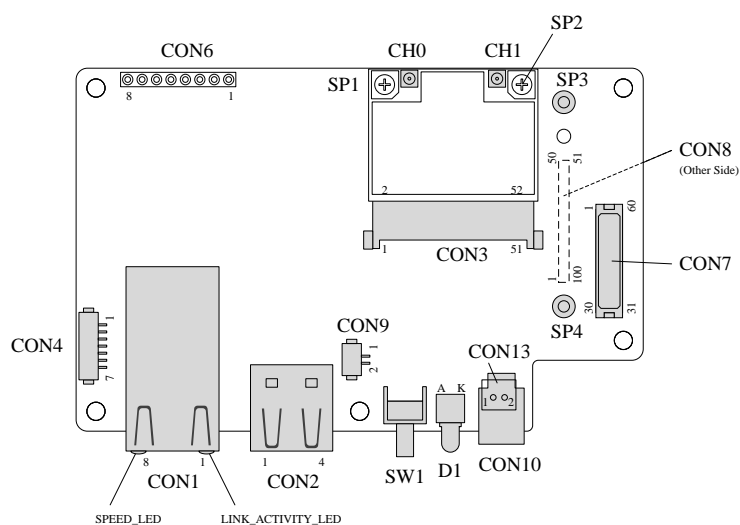 SP2
CON6
CH0
CH1
SP1
SP3
8
1
50
51
CON8
(Other Side)
2
52
1
60
1
51
CON3
CON7
1
100
30
31
SP4
CON4
1
7
CON9
1
2
CON13
A
K
1
2
8
1
CON1
1
4
CON2
SW1
D1
CON10
SPEED_LED
LINK_ACTIVITY_LED